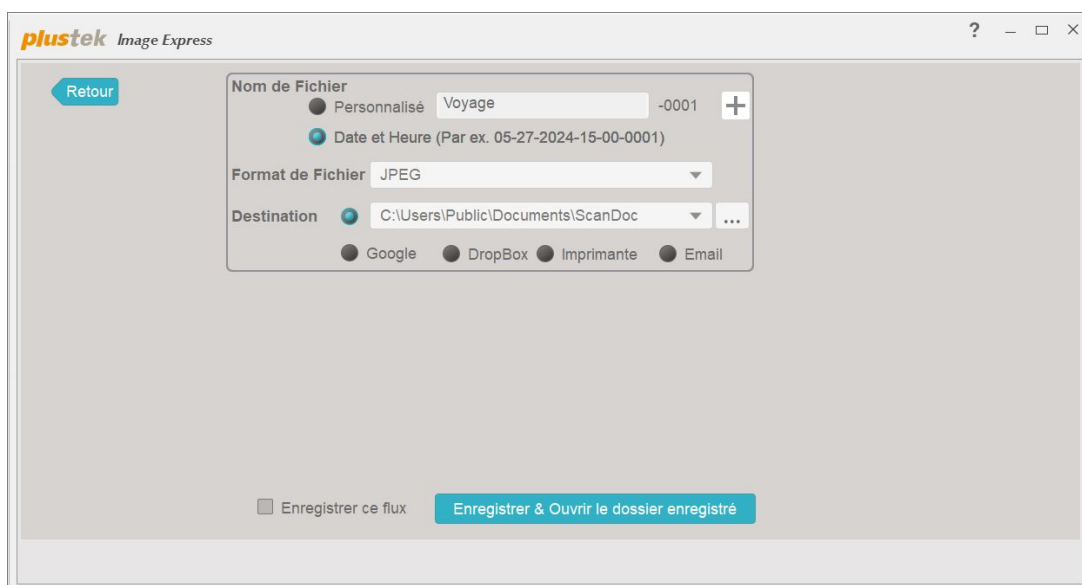 plustek Image Express ?
Retour
Nom de Fichier
Personnalisé Voyage -0001 +
Date et Heure (Par ex. 05-27-2024-15-00-0001)
Format de Fichier JPEG
Destination C:\Users\Public\Documents\ScanDoc ...
Google DropBox Imprimante Email
Enregistrer ce flux Enregistrer & Ouvrir le dossier enregistré